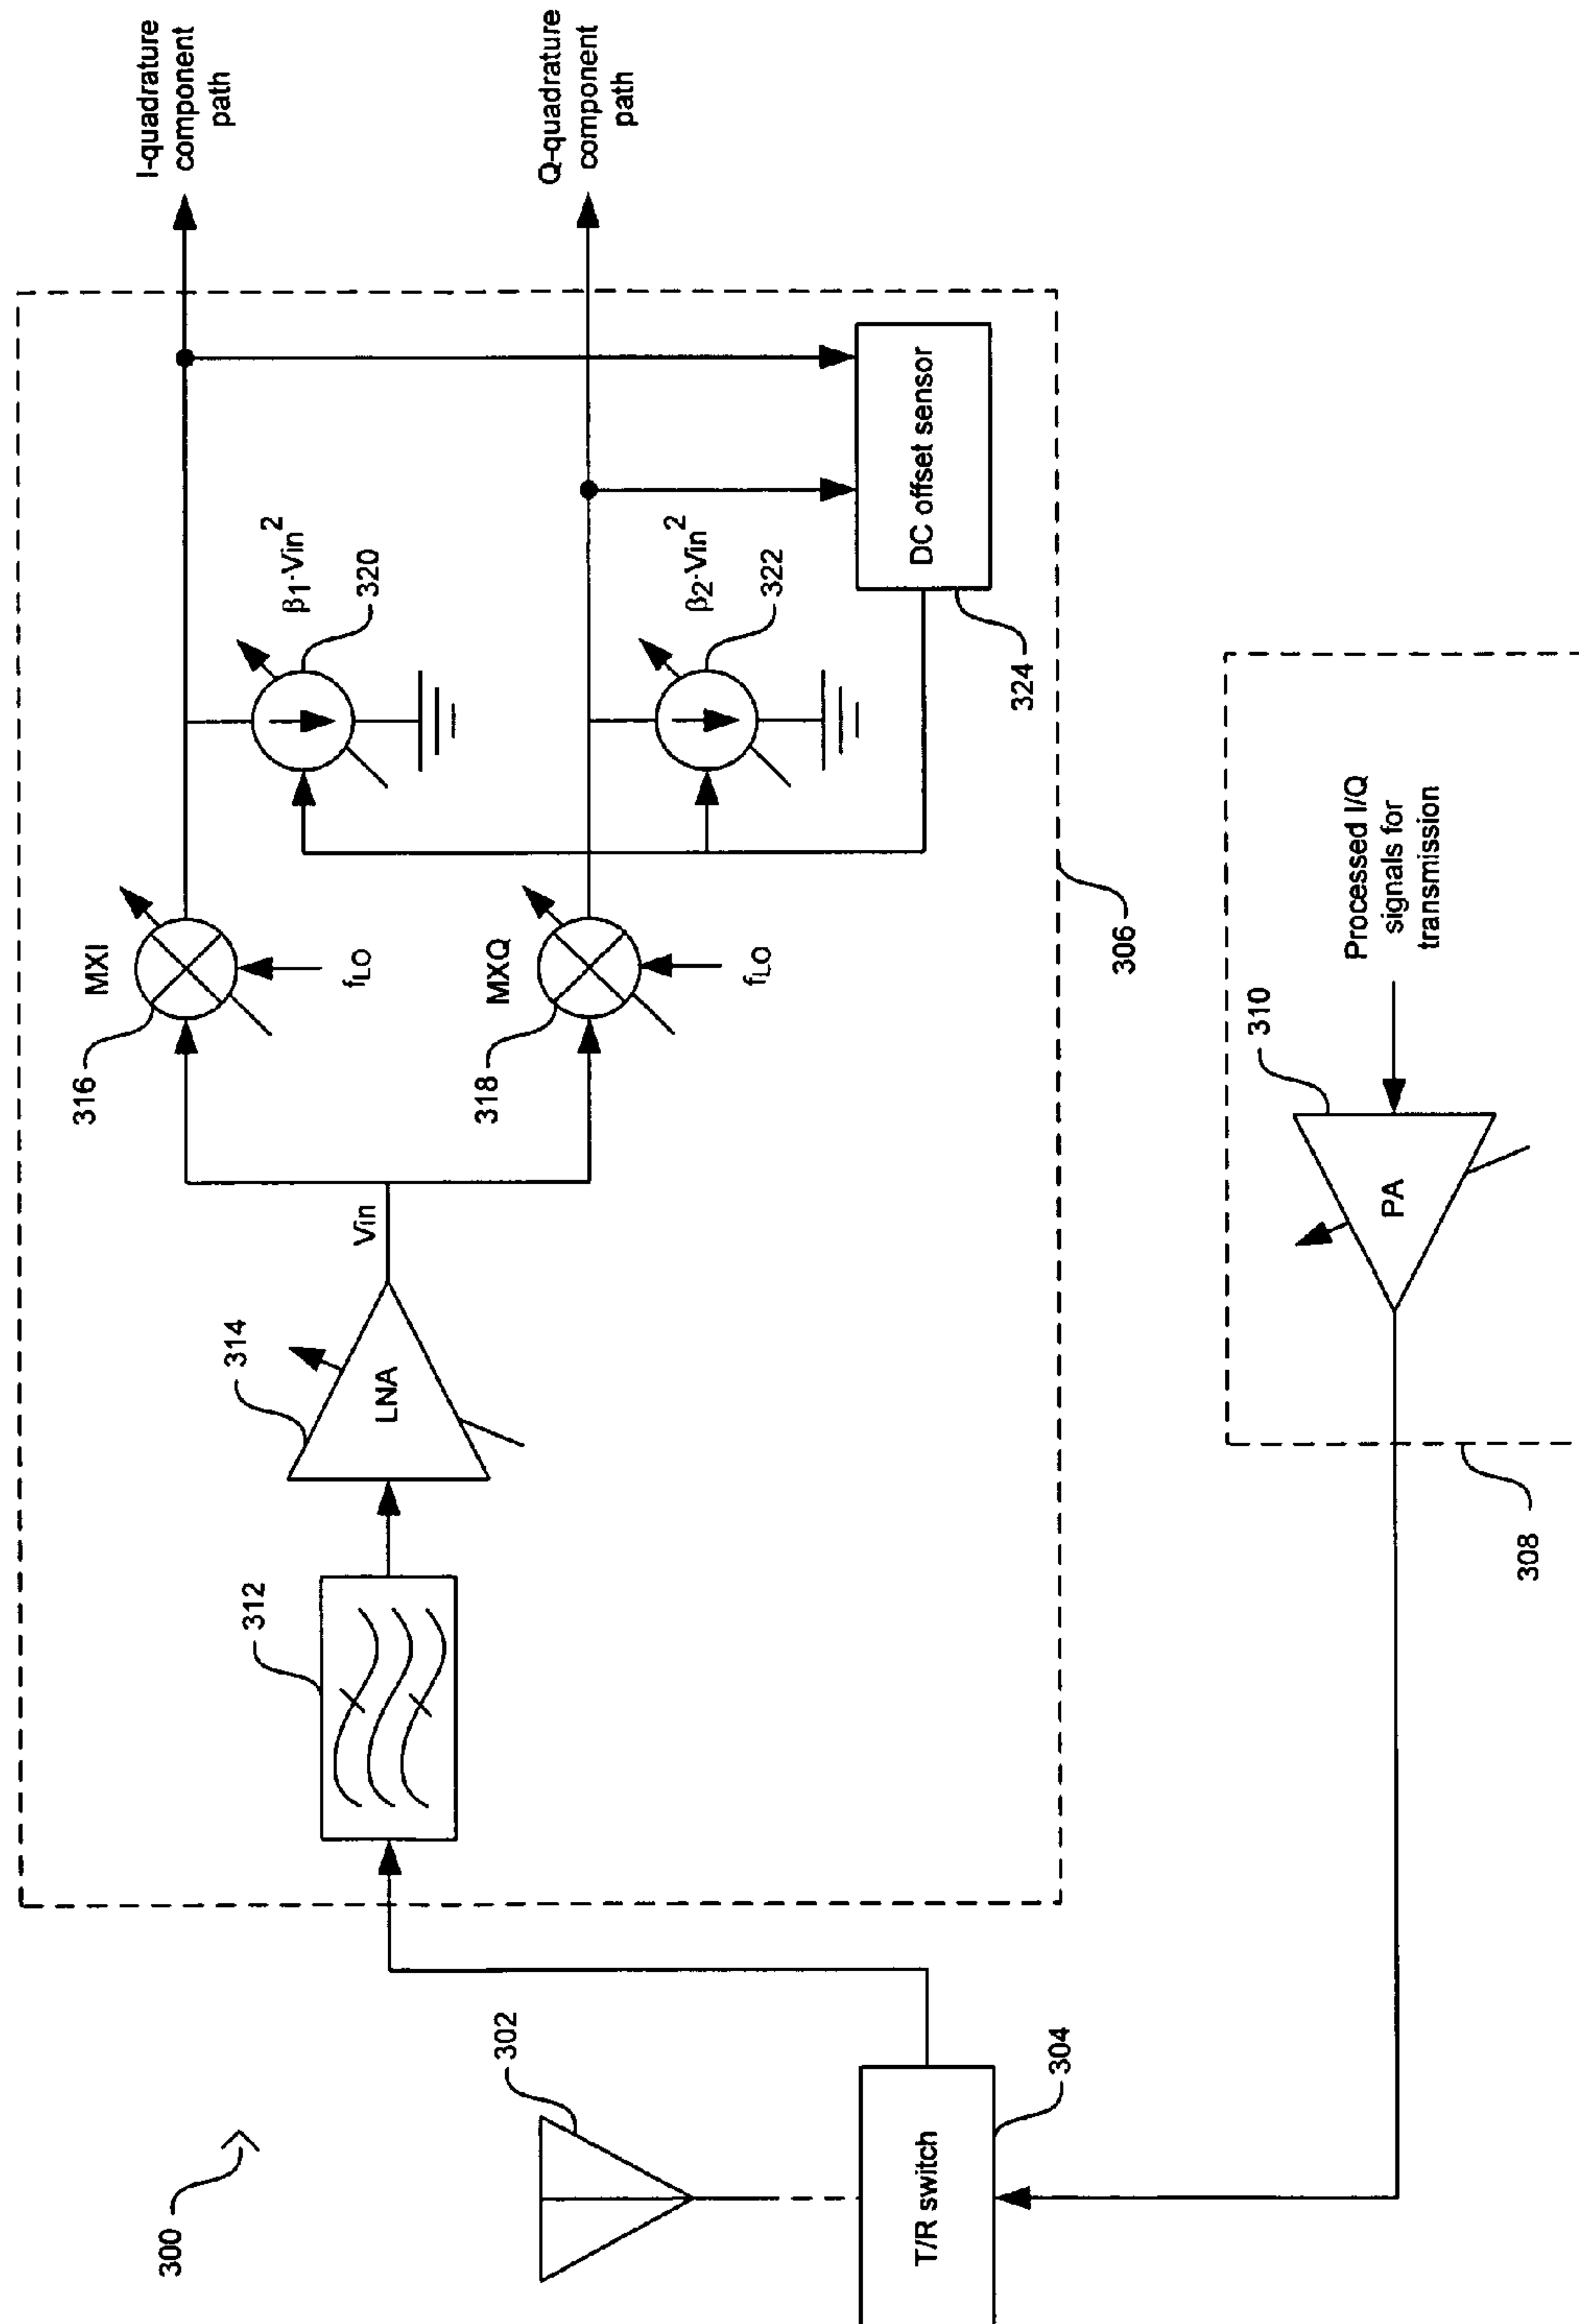 300
302
T/R switch
304
306
312
LNA
314
Vin
MXI
316
fLO
MXQ
318
fLO
β1·Vin2
320
β2·Vin2
322
DC offset sensor
324
I-quadrature
component
path
Q-quadrature
component
path
308
PA
310
Processed I/Q
signals for
transmission